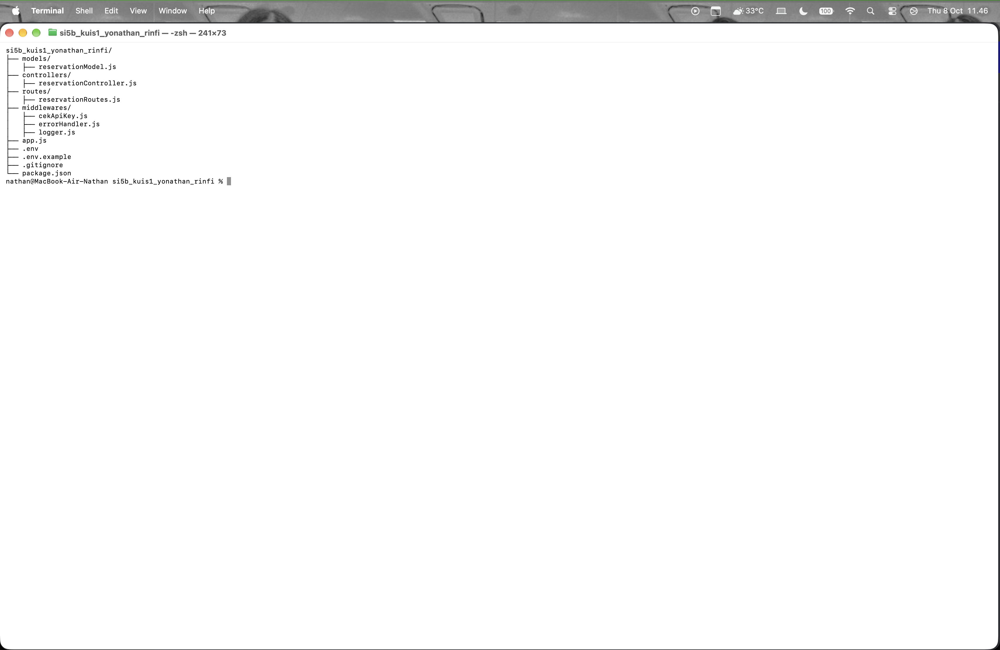 Terminal Shell Edit View Window Help 33°C 100 Thu 8 Oct 11.46
si5b_kuis1_yonathan_rinfi — -zsh — 241×73
si5b_kuis1_yonathan_rinfi/
├── models/
│   ├── reservationModel.js
├── controllers/
│   ├── reservationController.js
├── routes/
│   ├── reservationRoutes.js
├── middlewares/
│   ├── cekApiKey.js
│   ├── errorHandler.js
│   ├── logger.js
├── app.js
├── .env
├── .env.example
├── .gitignore
└── package.json
nathan@MacBook-Air-Nathan si5b_kuis1_yonathan_rinfi %